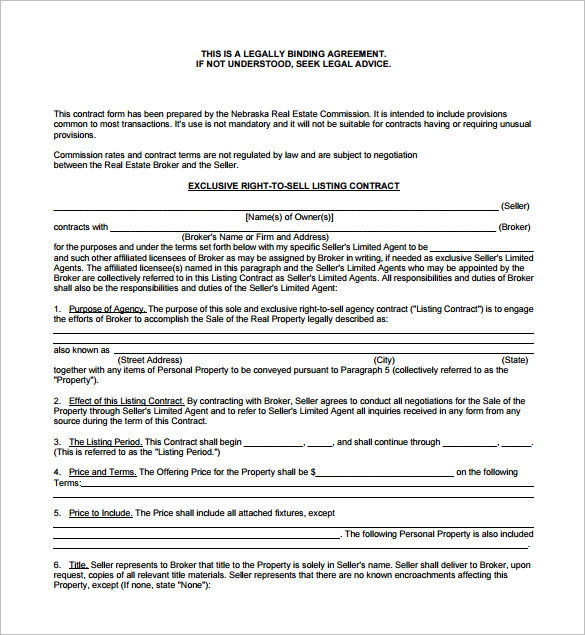 THIS IS A LEGALLY BINDING AGREEMENT.
IF NOT UNDERSTOOD, SEEK LEGAL ADVICE.
This contract form has been prepared by the Nebraska Real Estate Commission. It is intended to include provisions
common to most transactions. It's use is not mandatory and it will not be suitable for contracts having or requiring unusual
provisions.
Commission rates and contract terms are not regulated by law and are subject to negotiation
between the Real Estate Broker and the Seller.
EXCLUSIVE RIGHT-TO-SELL LISTING CONTRACT
(Seller)
[Name(s) of Owner(s)]
contracts with (Broker)
(Broker's Name or Firm and Address)
for the purposes and under the terms set forth below with my specific Seller's Limited Agent to be
and such other affiliated licensees of Broker as may be assigned by Broker in writing, if needed as exclusive Seller's Limited
Agents. The affiliated licensee(s) named in this paragraph and the Seller's Limited Agents who may be appointed by the
Broker are collectively referred to in this Listing Contract as Seller's Limited Agents. All responsibilities and duties of Broker
shall also be the responsibilities and duties of the Seller's Limited Agent:
1. Purpose of Agency. The purpose of this sole and exclusive right-to-sell agency contract ("Listing Contract") is to engage
the efforts of Broker to accomplish the Sale of the Real Property legally described as:
also known as
(Street Address) (City) (State)
together with any items of Personal Property to be conveyed pursuant to Paragraph 5 (collectively referred to as the
"Property").
2. Effect of this Listing Contract. By contracting with Broker, Seller agrees to conduct all negotiations for the Sale of the
Property through Seller's Limited Agent and to refer to Seller's Limited Agent all inquiries received in any form from any
source during the term of this Contract.
3. The Listing Period. This Contract shall begin ____________, _____, and shall continue through ___________, ______.
(This is referred to as the "Listing Period.")
4. Price and Terms. The Offering Price for the Property shall be $________________________ on the following
Terms:
5. Price to Include. The Price shall include all attached fixtures, except
. The following Personal Property is also included
6. Title. Seller represents to Broker that title to the Property is solely in Seller's name. Seller shall deliver to Broker, upon
request, copies of all relevant title materials. Seller represents that there are no known encroachments affecting this
Property, except (If none, state "None"):